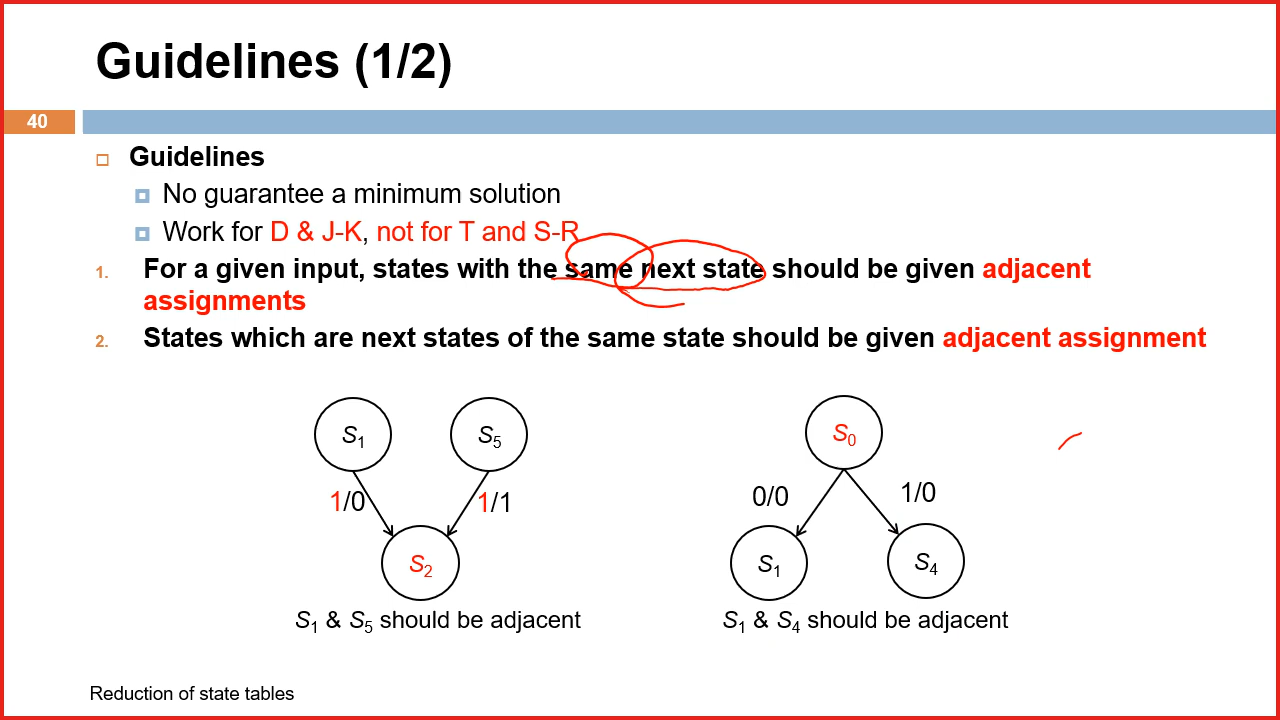 Guidelines (1/2)
40
Guidelines
No guarantee a minimum solution
Work for D & J-K, not for T and S-R
1. For a given input, states with the same next state should be given adjacent
assignments
2. States which are next states of the same state should be given adjacent assignment
S1 S5 S0
1/0 1/1 0/0 1/0
S2 S1 S4
S1 & S5 should be adjacent S1 & S4 should be adjacent
Reduction of state tables